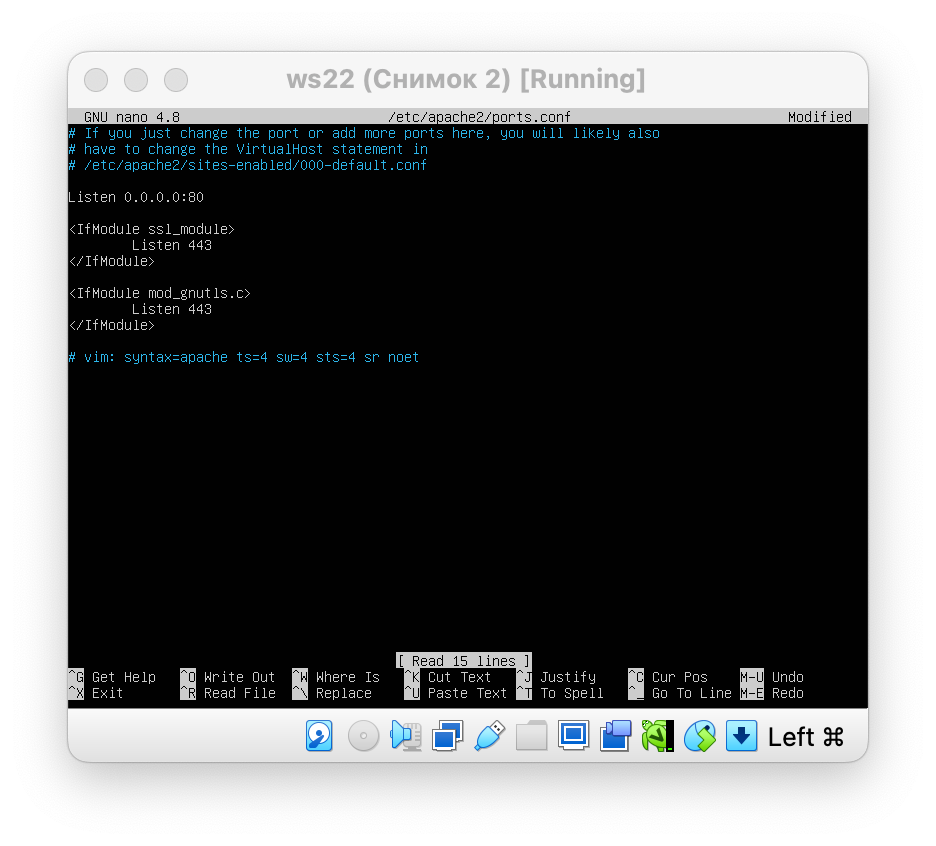 ws22 (Снимок 2) [Running]
GNU nano 4.8 /etc/apache2/ports.conf Modified
# If you just change the port or add more ports here, you will likely also
# have to change the VirtualHost statement in
# /etc/apache2/sites-enabled/000-default.conf
Listen 0.0.0.0:80
<IfModule ssl_module>
Listen 443
</IfModule>
<IfModule mod_gnutls.c>
Listen 443
</IfModule>
# vim: syntax=apache ts=4 sw=4 sts=4 sr noet
[ Read 15 lines ]
^G Get Help ^O Write Out ^W Where Is ^K Cut Text ^J Justify ^C Cur Pos M-U Undo
^X Exit ^R Read File ^\ Replace ^U Paste Text ^T To Spell ^_ Go To Line M-E Redo
Left ⌘